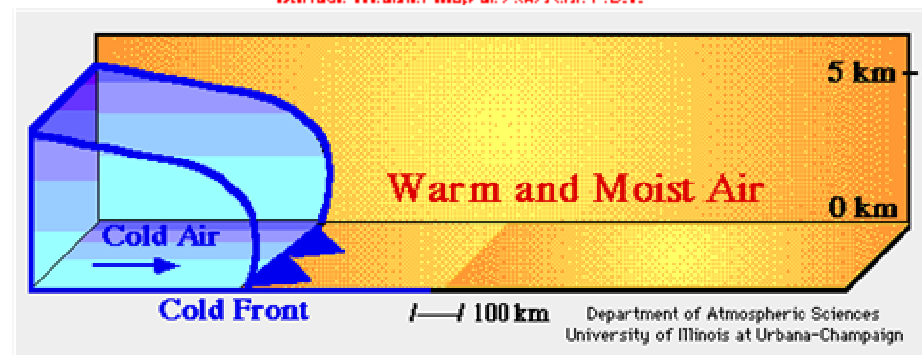 5 km
Warm and Moist Air
0 km
Cold Air
Cold Front
100 km
Department of Atmospheric Sciences
University of Illinois at Urbana-Champaign